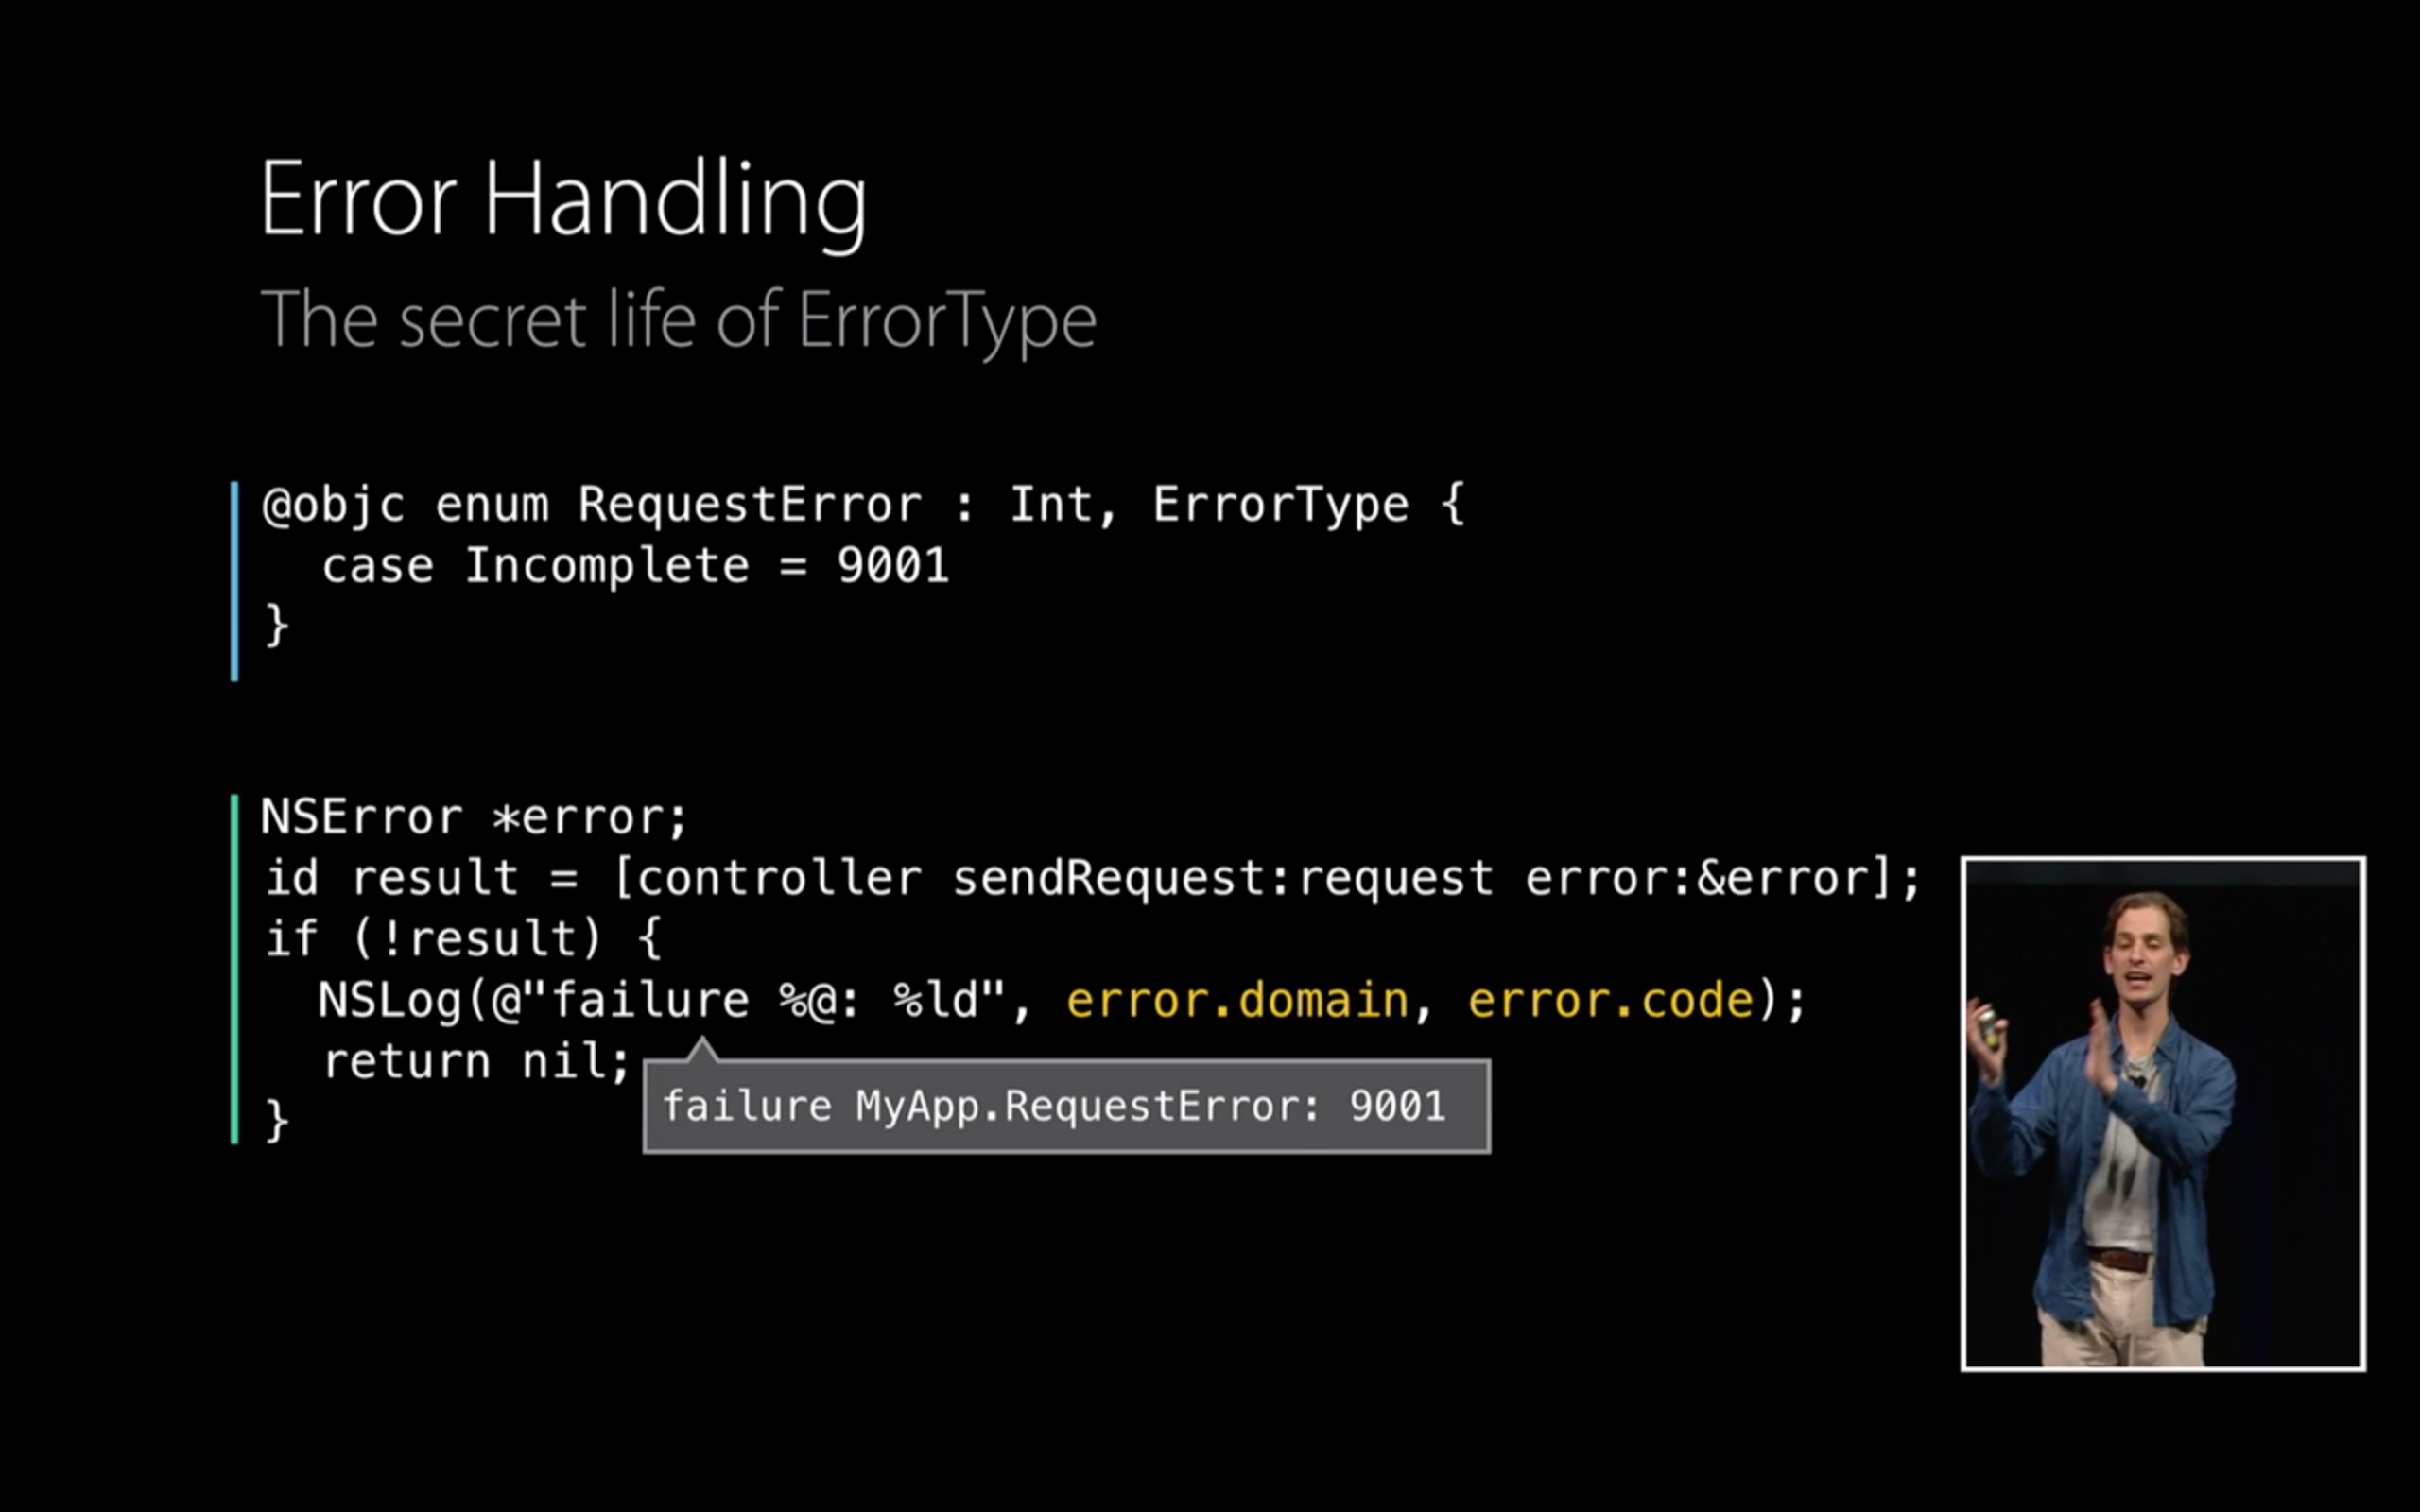 Error Handling
The secret life of ErrorType
@objc enum RequestError : Int, ErrorType {
  case Incomplete = 9001
}
NSError *error;
id result = [controller sendRequest:request error:&error];
if (!result) {
  NSLog(@"failure %@: %ld", error.domain, error.code);
  return nil;
failure MyApp.RequestError: 9001
}